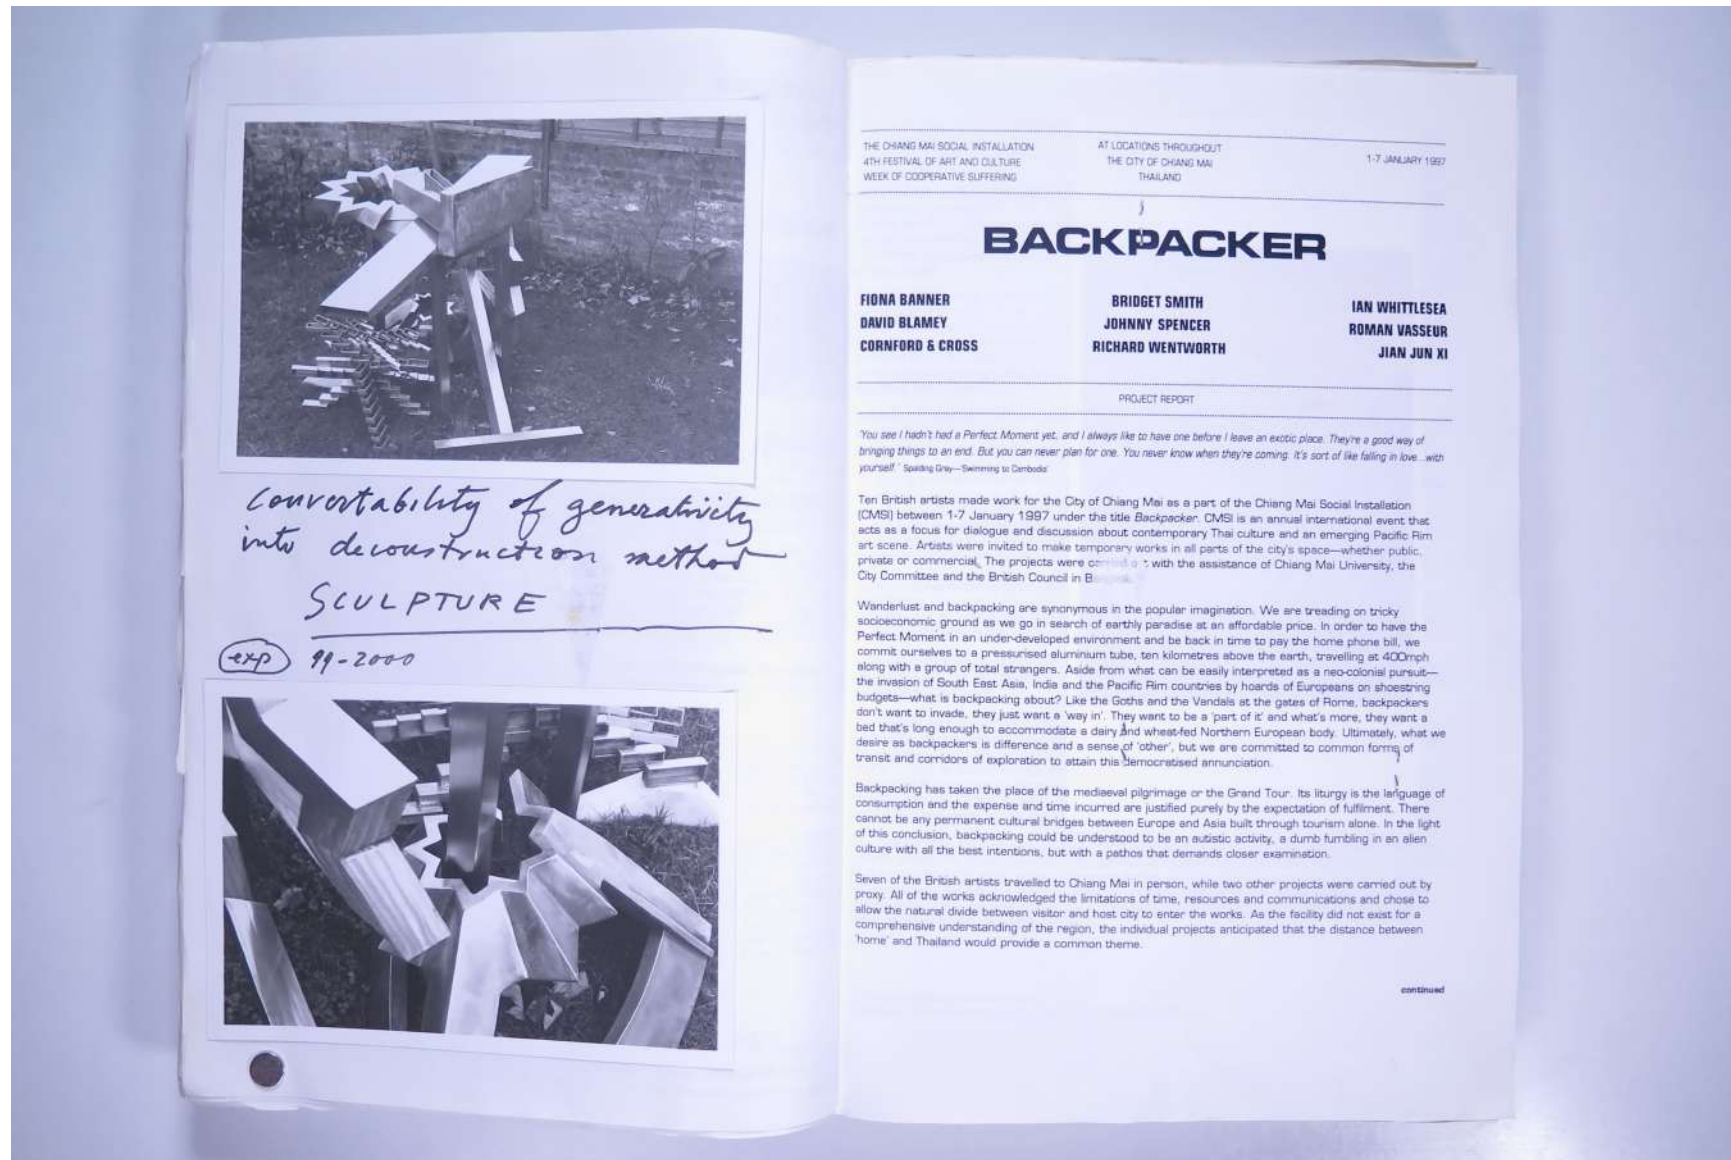 convertability of generativity
into deconstruction method
SCULPTURE
exp 99-2000
THE CHIANG MAI SOCIAL INSTALLATION
4TH FESTIVAL OF ART AND CULTURE
WEEK OF COOPERATIVE SUFFERING
AT LOCATIONS THROUGHOUT
THE CITY OF CHIANG MAI
THAILAND
1-7 JANUARY 1997
BACKPACKER
FIONA BANNER
DAVID BLAMEY
CORNFORD & CROSS
BRIDGET SMITH
JOHNNY SPENCER
RICHARD WENTWORTH
IAN WHITTLESEA
ROMAN VASSEUR
JIAN JUN XI
PROJECT REPORT
'You see I hadn't had a Perfect Moment yet, and I always like to have one before I leave an exotic place. They're a good way of
bringing things to an end. But you can never plan for one. You never know when they're coming. It's sort of like falling in love...with
yourself.' Spalding Gray—Swimming to Cambodia'
Ten British artists made work for the City of Chiang Mai as a part of the Chiang Mai Social Installation
(CMSI) between 1-7 January 1997 under the title Backpacker. CMSI is an annual international event that
acts as a focus for dialogue and discussion about contemporary Thai culture and an emerging Pacific Rim
art scene. Artists were invited to make temporary works in all parts of the city's space—whether public,
private or commercial. The projects were with the assistance of Chiang Mai University, the
City Committee and the British Council in
Wanderlust and backpacking are synonymous in the popular imagination. We are treading on tricky
socioeconomic ground as we go in search of earthly paradise at an affordable price. In order to have the
Perfect Moment in an under-developed environment and be back in time to pay the home phone bill, we
commit ourselves to a pressurised aluminium tube, ten kilometres above the earth, travelling at 400mph
along with a group of total strangers. Aside from what can be easily interpreted as a neo-colonial pursuit—
the invasion of South East Asia, India and the Pacific Rim countries by hoards of Europeans on shoestring
budgets—what is backpacking about? Like the Goths and the Vandals at the gates of Rome, backpackers
don't want to invade, they just want a 'way in'. They want to be a 'part of it' and what's more, they want a
bed that's long enough to accommodate a dairy and wheat-fed Northern European body. Ultimately, what we
desire as backpackers is difference and a sense of 'other', but we are committed to common forms of
transit and corridors of exploration to attain this democratised annunciation.
Backpacking has taken the place of the mediaeval pilgrimage or the Grand Tour. Its liturgy is the language of
consumption and the expense and time incurred are justified purely by the expectation of fulfilment. There
cannot be any permanent cultural bridges between Europe and Asia built through tourism alone. In the light
of this conclusion, backpacking could be understood to be an autistic activity, a dumb fumbling in an alien
culture with all the best intentions, but with a pathos that demands closer examination.
Seven of the British artists travelled to Chiang Mai in person, while two other projects were carried out by
proxy. All of the works acknowledged the limitations of time, resources and communications and chose to
allow the natural divide between visitor and host city to enter the works. As the facility did not exist for a
comprehensive understanding of the region, the individual projects anticipated that the distance between
'home' and Thailand would provide a common theme.
continued